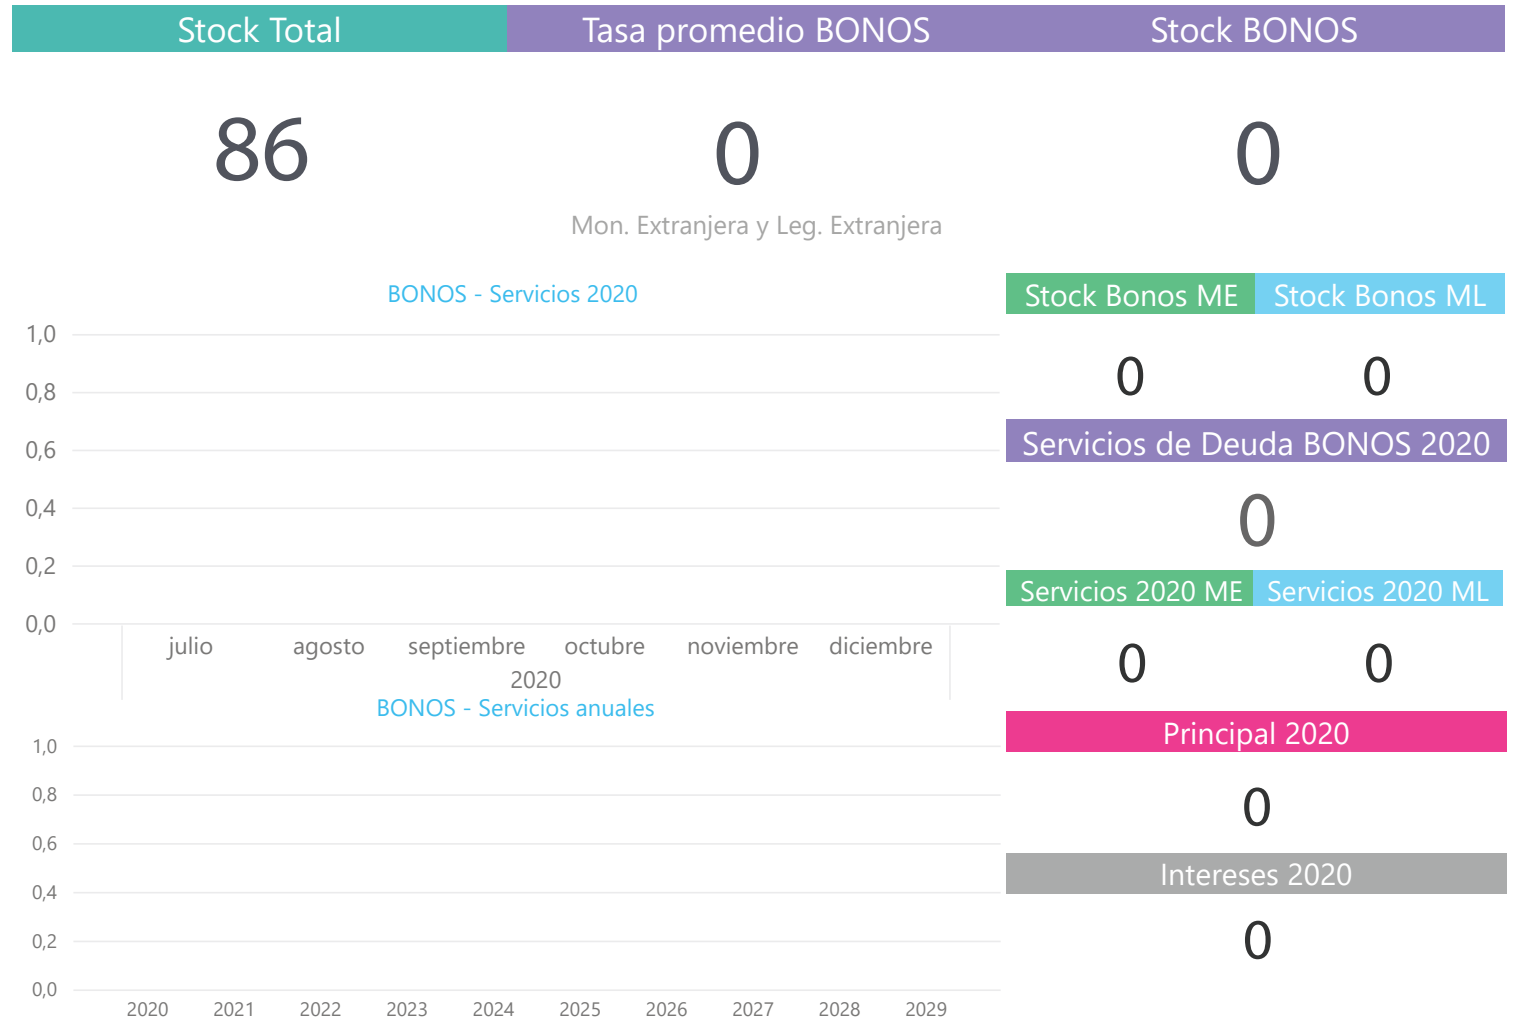 Stock Total
Tasa promedio BONOS
Stock BONOS
86
0
0
Mon. Extranjera y Leg. Extranjera
BONOS - Servicios 2020
1,0
0,8
0,6
0,4
0,2
0,0
julio agosto septiembre octubre noviembre diciembre
2020
BONOS - Servicios anuales
1,0
0,8
0,6
0,4
0,2
0,0
2020 2021 2022 2023 2024 2025 2026 2027 2028 2029
Stock Bonos ME
Stock Bonos ML
0
0
Servicios de Deuda BONOS 2020
0
Servicios 2020 ME
Servicios 2020 ML
0
0
Principal 2020
0
Intereses 2020
0